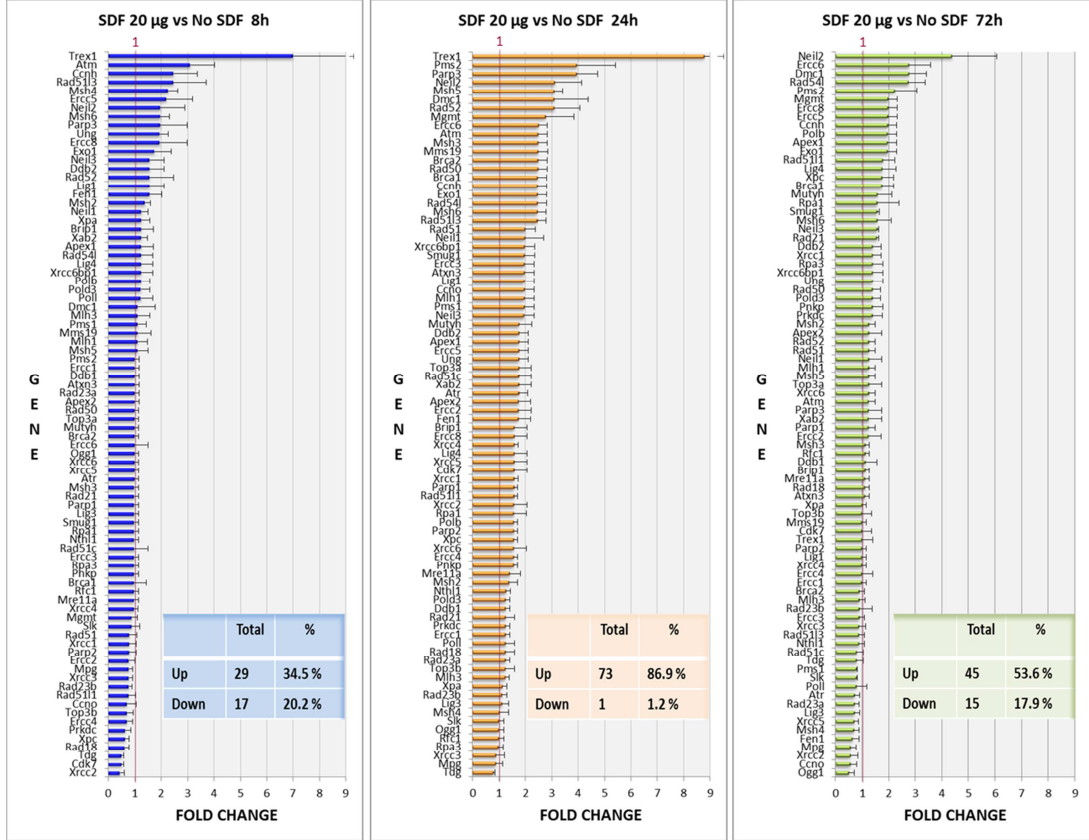 SDF 20 µg vs No SDF 8h
1
Trex1
Atm
Ccnh
Rad51l3
Msh4
Ercc5
Neil2
Msh6
Parp3
Ung
Ercc8
Exo1
Neil3
Ddb2
Rad52
Lig1
Fen1
Msh2
Neil1
Xpa
Brip1
Xab2
Apex1
Rad54l
Lig4
Xrcc6bp1
Polb
Pold3
Poll
Dmc1
Mlh3
Pms1
Mms19
Mlh1
Msh5
Pms2
Ercc1
Ddb1
Atxn3
Rad23a
Apex2
Rad50
Top3a
Mutyh
Brca2
Ercc6
Ogg1
Xrcc6
Xrcc5
Atr
Msh3
Rad21
Parp1
Lig3
Smug1
Rpa1
Nthl1
Rad51c
Ercc3
Rpa3
Pnkp
Brca1
Rfc1
Mre11a
Xrcc4
Mgmt
Slk
Rad51
Xrcc1
Parp2
Ercc2
Mpg
Xrcc3
Rad23b
Rad51l1
Ccno
Top3b
Ercc4
Prkdc
Xpc
Rad18
Tdg
Cdk7
Xrcc2
GENE
Total %
Up 29 34.5 %
Down 17 20.2 %
0 1 2 3 4 5 6 7 8 9
FOLD CHANGE
SDF 20 µg vs No SDF 24h
1
Trex1
Pms2
Parp3
Neil2
Msh5
Dmc1
Rad52
Mgmt
Ercc6
Atm
Msh3
Mms19
Brca2
Rad50
Brca1
Ccnh
Exo1
Rad54l
Msh6
Rad51l3
Rad51
Neil1
Xrcc6bp1
Smug1
Ercc3
Atxn3
Lig1
Ccno
Mlh1
Pms1
Neil3
Mutyh
Ddb2
Apex1
Ercc5
Ung
Top3a
Rad51c
Xab2
Atr
Apex2
Ercc2
Fen1
Brip1
Ercc8
Xrcc4
Lig4
Xrcc5
Cdk7
Xrcc1
Parp1
Rad51l1
Xrcc2
Rpa1
Polb
Parp2
Xpc
Xrcc6
Ercc4
Pnkp
Mre11a
Msh2
Nthl1
Pold3
Ddb1
Rad21
Prkdc
Ercc1
Poll
Rad18
Rad23a
Top3b
Mlh3
Xpa
Rad23b
Lig3
Msh4
Slk
Ogg1
Rfc1
Rpa3
Xrcc3
Mpg
Tdg
GENE
Total %
Up 73 86.9 %
Down 1 1.2 %
0 1 2 3 4 5 6 7 8 9
FOLD CHANGE
SDF 20 µg vs No SDF 72h
1
Neil2
Ercc6
Dmc1
Rad54l
Pms2
Mgmt
Ercc8
Ercc5
Ccnh
Polb
Apex1
Exo1
Rad51l1
Lig4
Xpc
Brca1
Mutyh
Rpa1
Smug1
Msh6
Neil3
Rad21
Ddb2
Xrcc1
Rpa3
Xrcc6bp1
Ung
Rad50
Pold3
Pnkp
Prkdc
Msh2
Apex2
Rad52
Rad51
Neil1
Mlh1
Msh5
Top3a
Xrcc6
Atm
Parp3
Xab2
Parp1
Ercc2
Msh3
Rfc1
Ddb1
Brip1
Mre11a
Rad18
Atxn3
Xpa
Top3b
Mms19
Cdk7
Trex1
Parp2
Lig1
Xrcc4
Ercc4
Ercc1
Brca2
Mlh3
Rad23b
Ercc3
Xrcc3
Rad51l3
Nthl1
Rad51c
Tdg
Pms1
Slk
Poll
Atr
Rad23a
Lig3
Xrcc5
Msh4
Fen1
Mpg
Xrcc2
Ccno
Ogg1
GENE
Total %
Up 45 53.6 %
Down 15 17.9 %
0 1 2 3 4 5 6 7 8 9
FOLD CHANGE